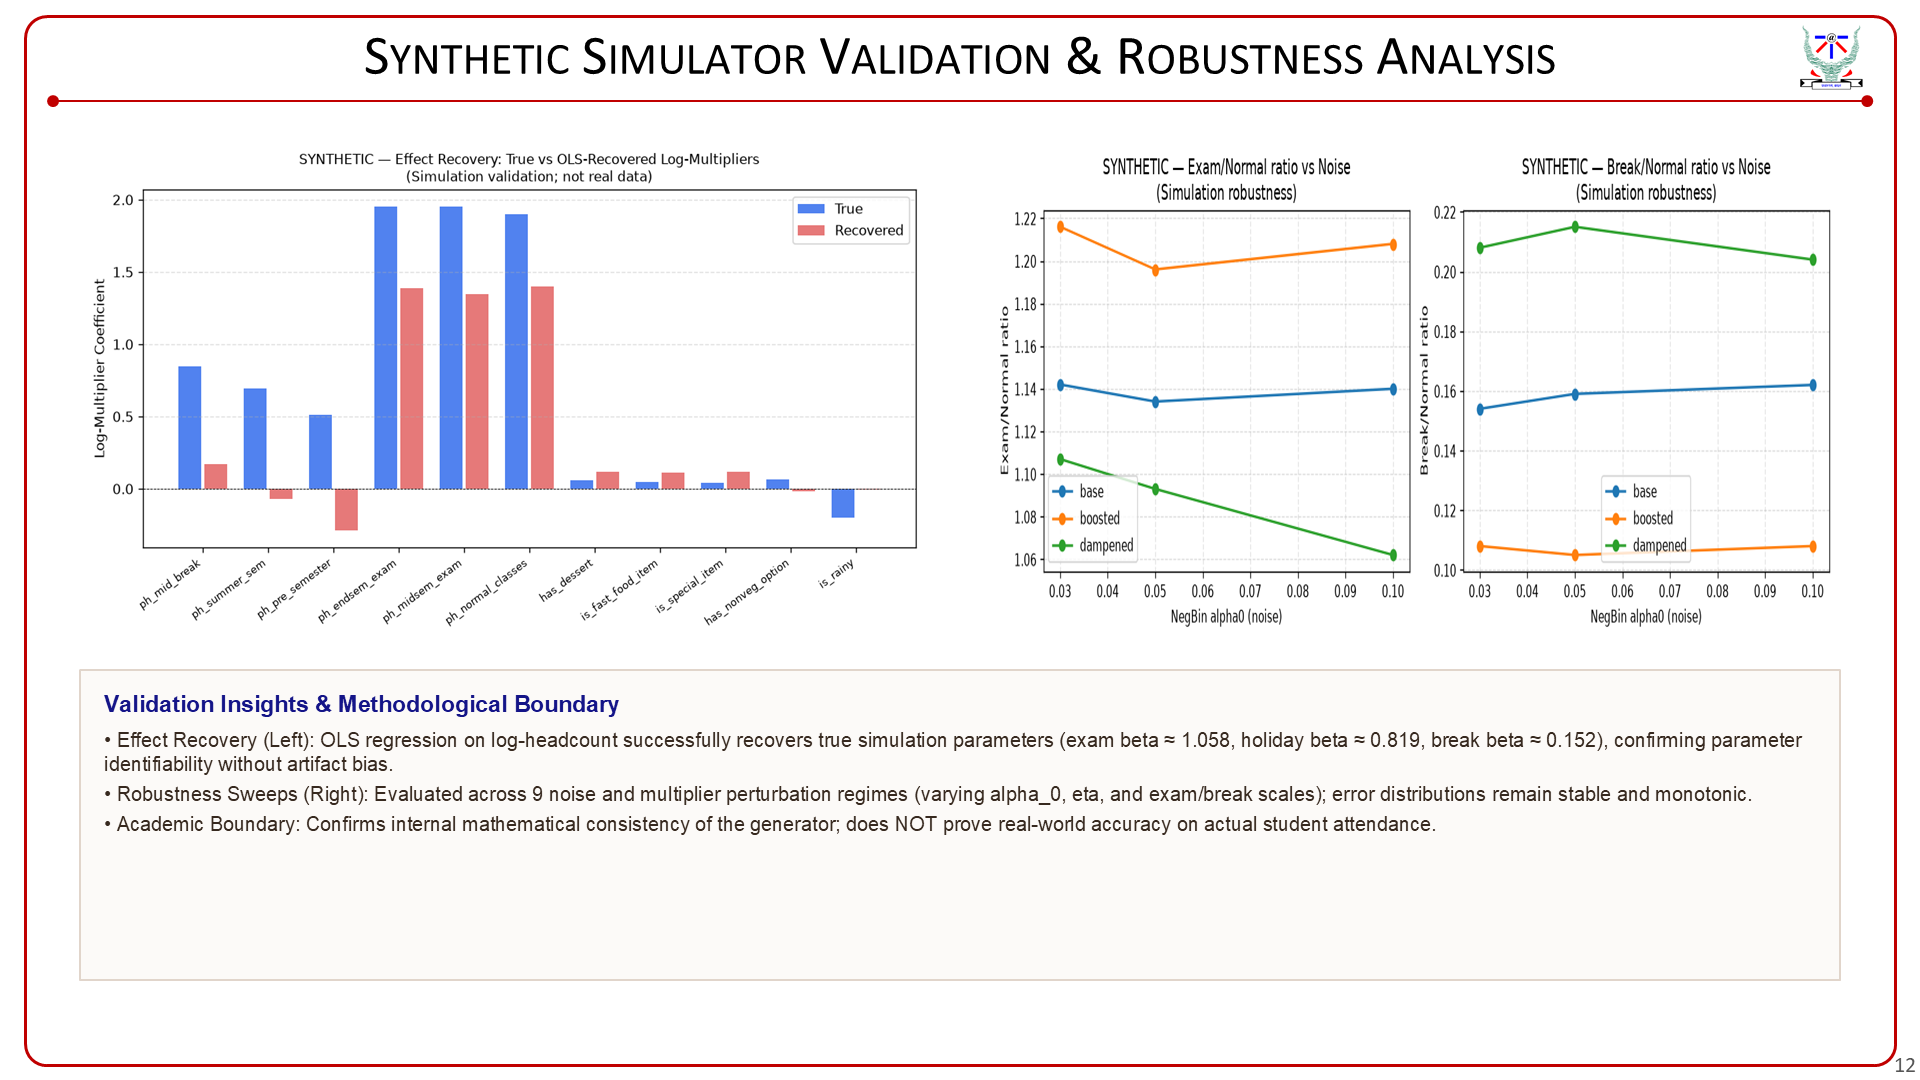 SYNTHETIC SIMULATOR VALIDATION & ROBUSTNESS ANALYSIS
SYNTHETIC — Effect Recovery: True vs OLS-Recovered Log-Multipliers
(Simulation validation; not real data)
True
Recovered
Log-Multiplier Coefficient
2.0
1.5
1.0
0.5
0.0
ph_mid_break
ph_summer_sem
ph_pre_semester
ph_endsem_exam
ph_midsem_exam
ph_normal_classes
has_dessert
is_fast_food_item
is_special_item
has_nonveg_option
is_rainy
SYNTHETIC — Exam/Normal ratio vs Noise
(Simulation robustness)
Exam/Normal ratio
1.22
1.20
1.18
1.16
1.14
1.12
1.10
1.08
1.06
base
boosted
dampened
0.03 0.04 0.05 0.06 0.07 0.08 0.09 0.10
NegBin alpha0 (noise)
SYNTHETIC — Break/Normal ratio vs Noise
(Simulation robustness)
Break/Normal ratio
0.22
0.20
0.18
0.16
0.14
0.12
0.10
base
boosted
dampened
0.03 0.04 0.05 0.06 0.07 0.08 0.09 0.10
NegBin alpha0 (noise)
Validation Insights & Methodological Boundary
• Effect Recovery (Left): OLS regression on log-headcount successfully recovers true simulation parameters (exam beta ≈ 1.058, holiday beta ≈ 0.819, break beta ≈ 0.152), confirming parameter
identifiability without artifact bias.
• Robustness Sweeps (Right): Evaluated across 9 noise and multiplier perturbation regimes (varying alpha_0, eta, and exam/break scales); error distributions remain stable and monotonic.
• Academic Boundary: Confirms internal mathematical consistency of the generator; does NOT prove real-world accuracy on actual student attendance.
12